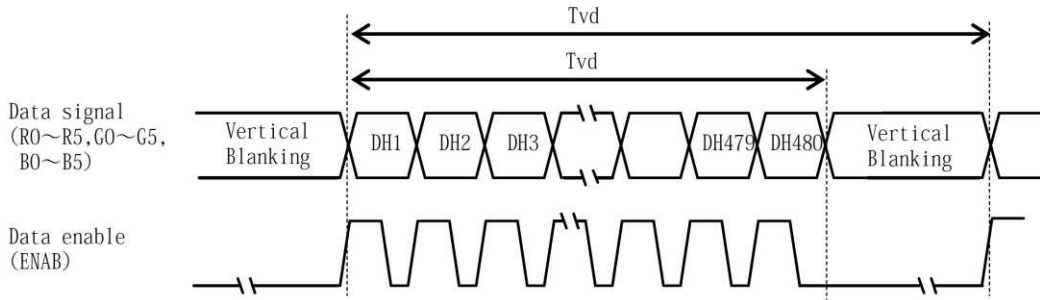 Tvd
Tvd
Data signal
(R0～R5,G0～G5,
B0～B5)
Vertical
Blanking
DH1
DH2
DH3
DH479
DH480
Vertical
Blanking
Data enable
(ENAB)